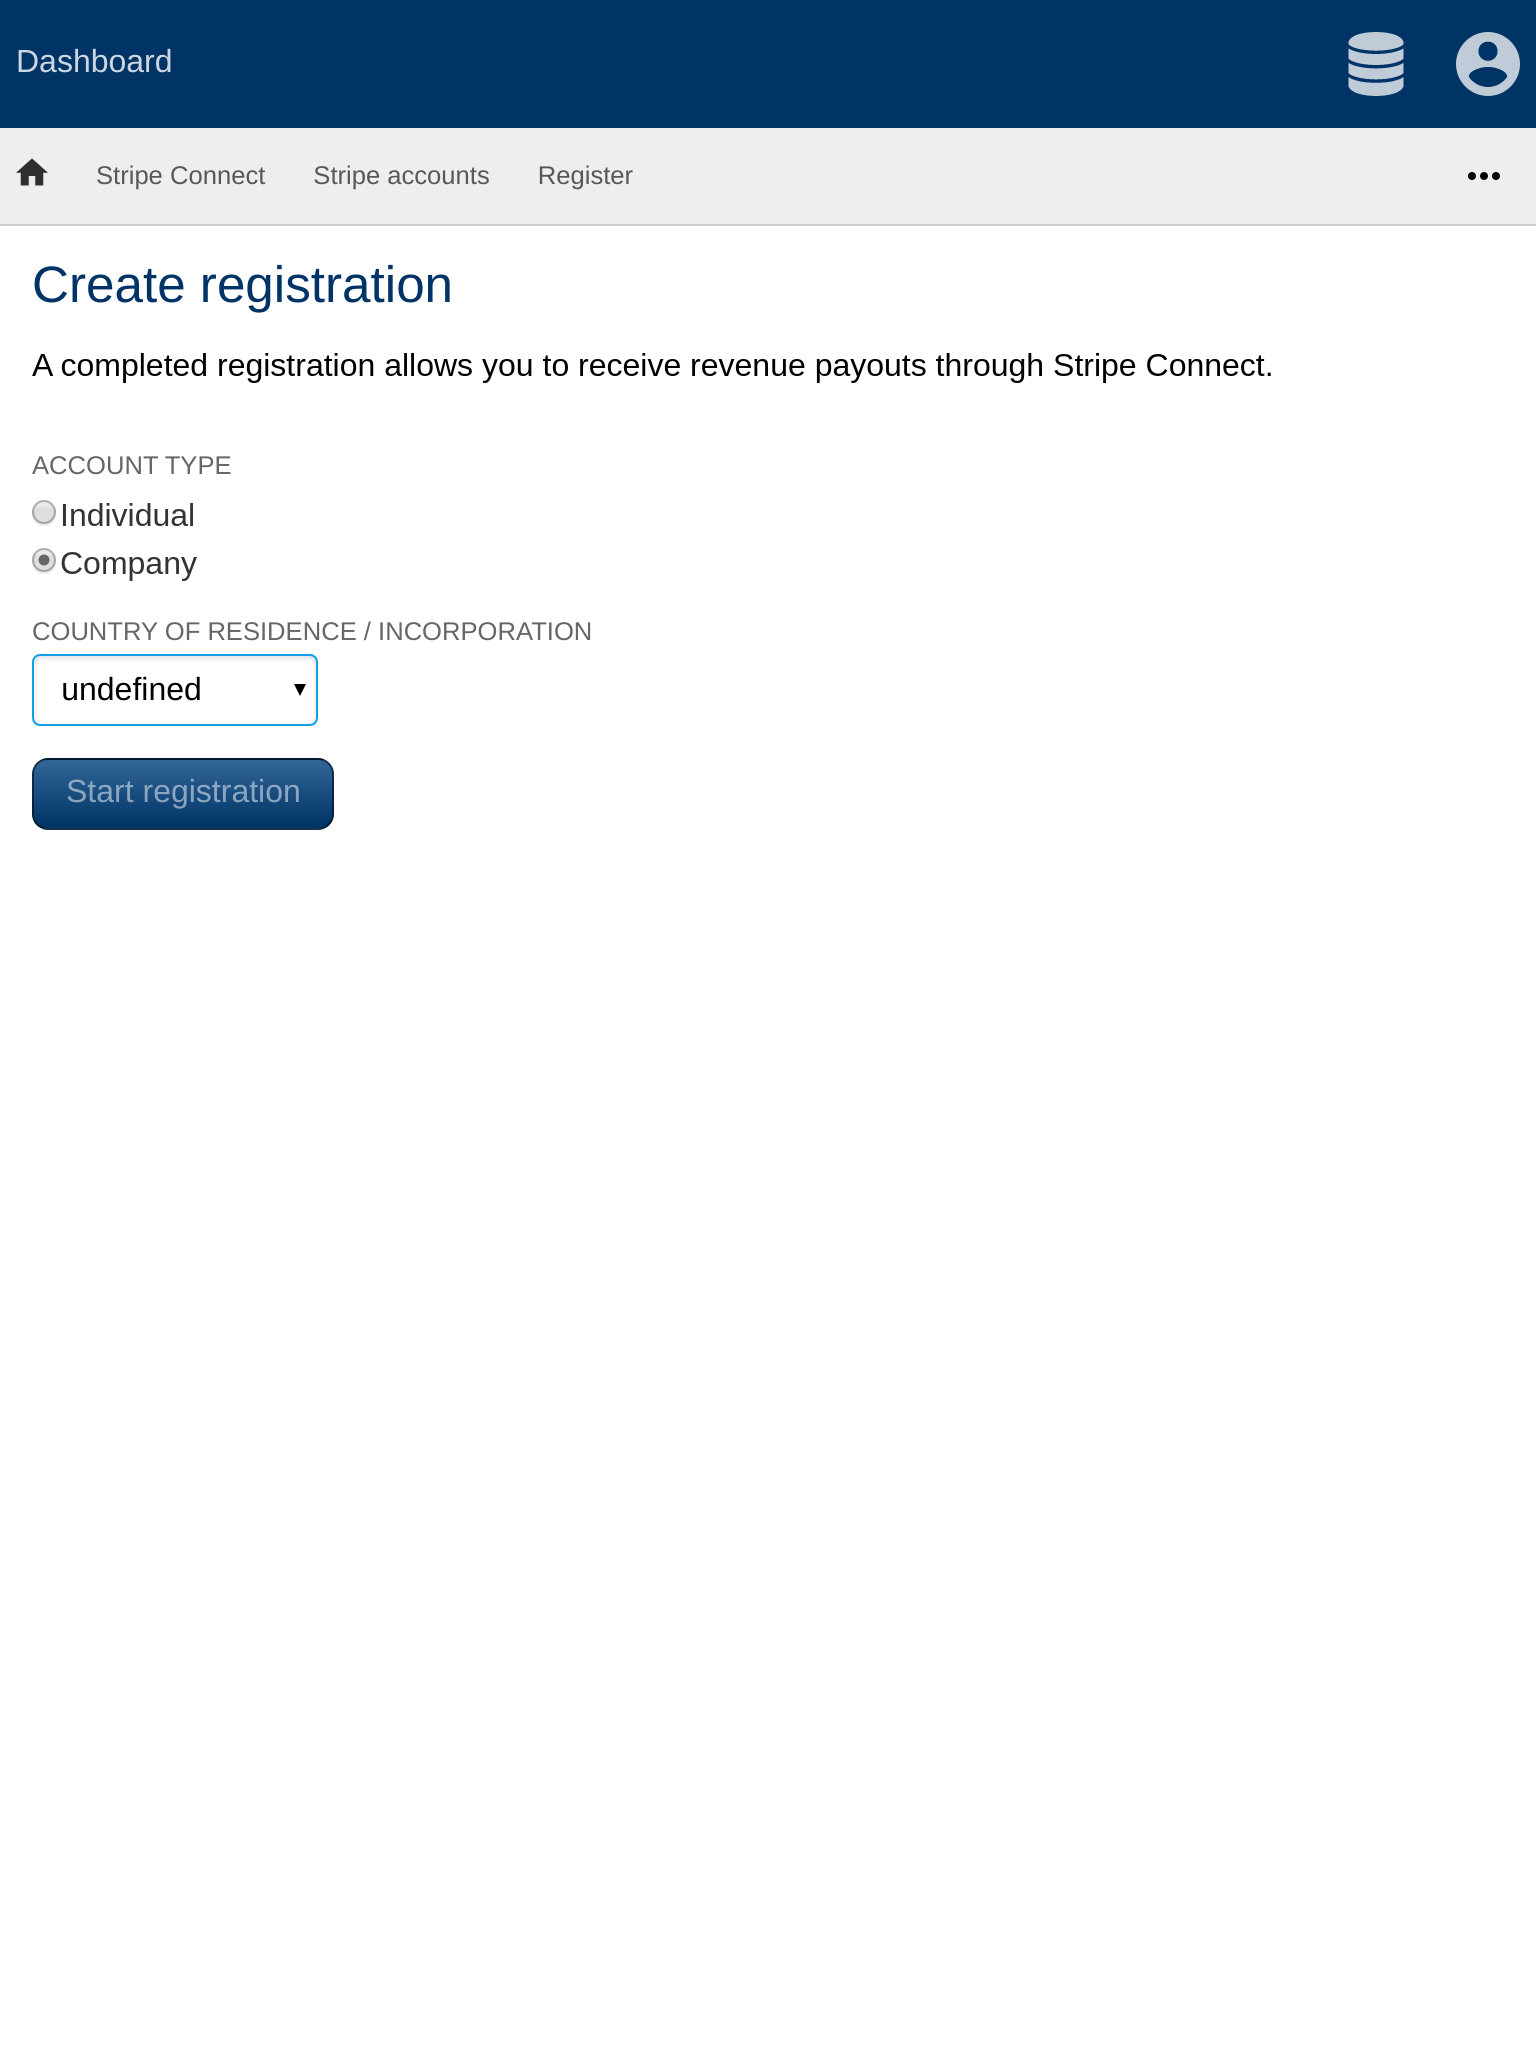 Dashboard
Stripe Connect Stripe accounts Register
Create registration
A completed registration allows you to receive revenue payouts through Stripe Connect.
ACCOUNT TYPE
Individual
Company
COUNTRY OF RESIDENCE / INCORPORATION
undefined
Start registration